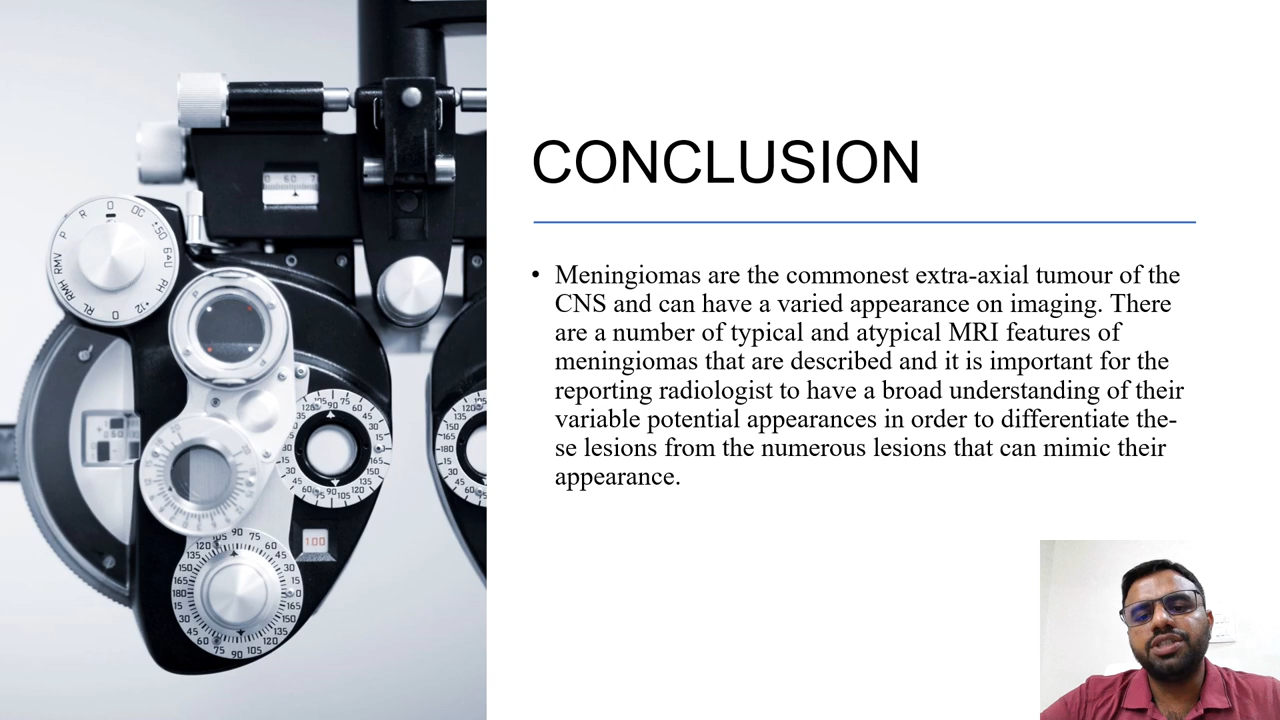 CONCLUSION
• Meningiomas are the commonest extra-axial tumour of the
CNS and can have a varied appearance on imaging. There
are a number of typical and atypical MRI features of
meningiomas that are described and it is important for the
reporting radiologist to have a broad understanding of their
variable potential appearances in order to differentiate the-
se lesions from the numerous lesions that can mimic their
appearance.
100